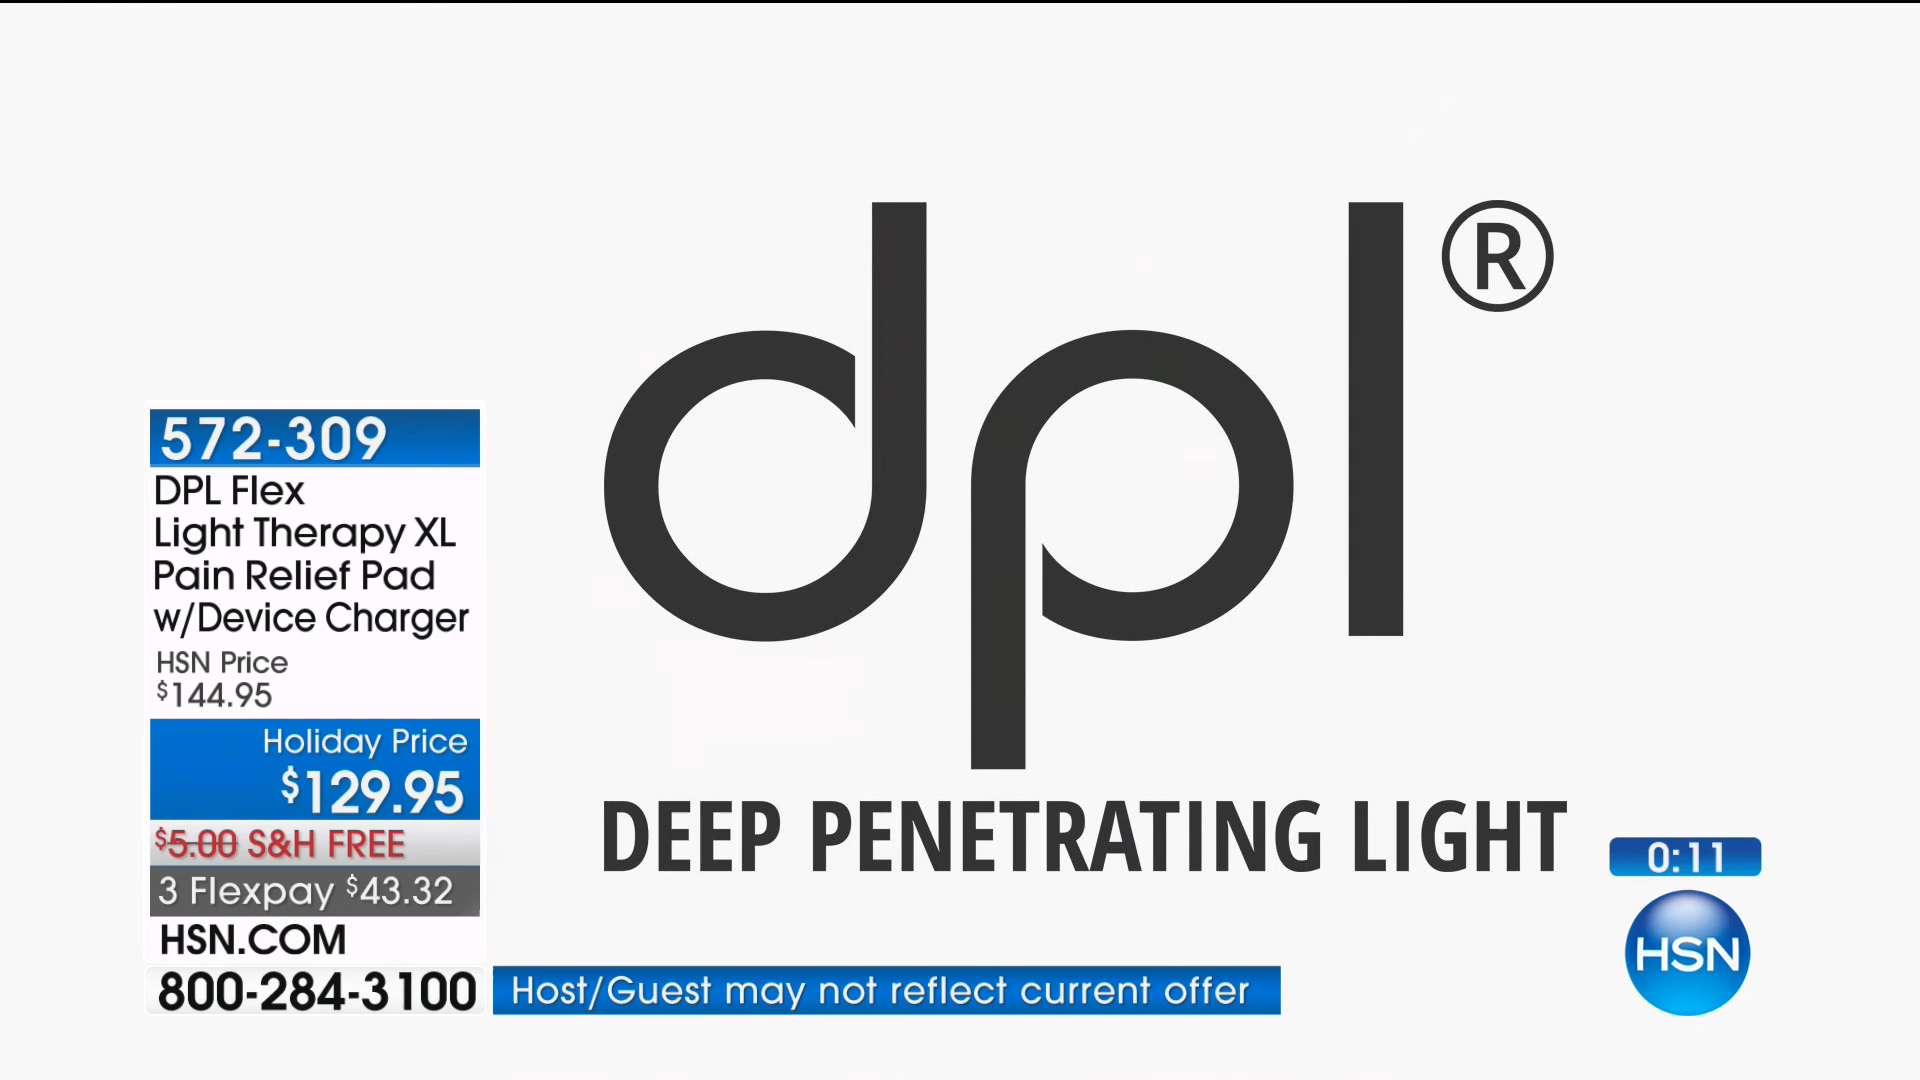 dpl®
DEEP PENETRATING LIGHT
572-309
DPL Flex
Light Therapy XL
Pain Relief Pad
w/Device Charger
HSN Price
$144.95
Holiday Price
$129.95
$5.00 S&H FREE
3 Flexpay $43.32
HSN.COM
800-284-3100
Host/Guest may not reflect current offer
0:11
HSN